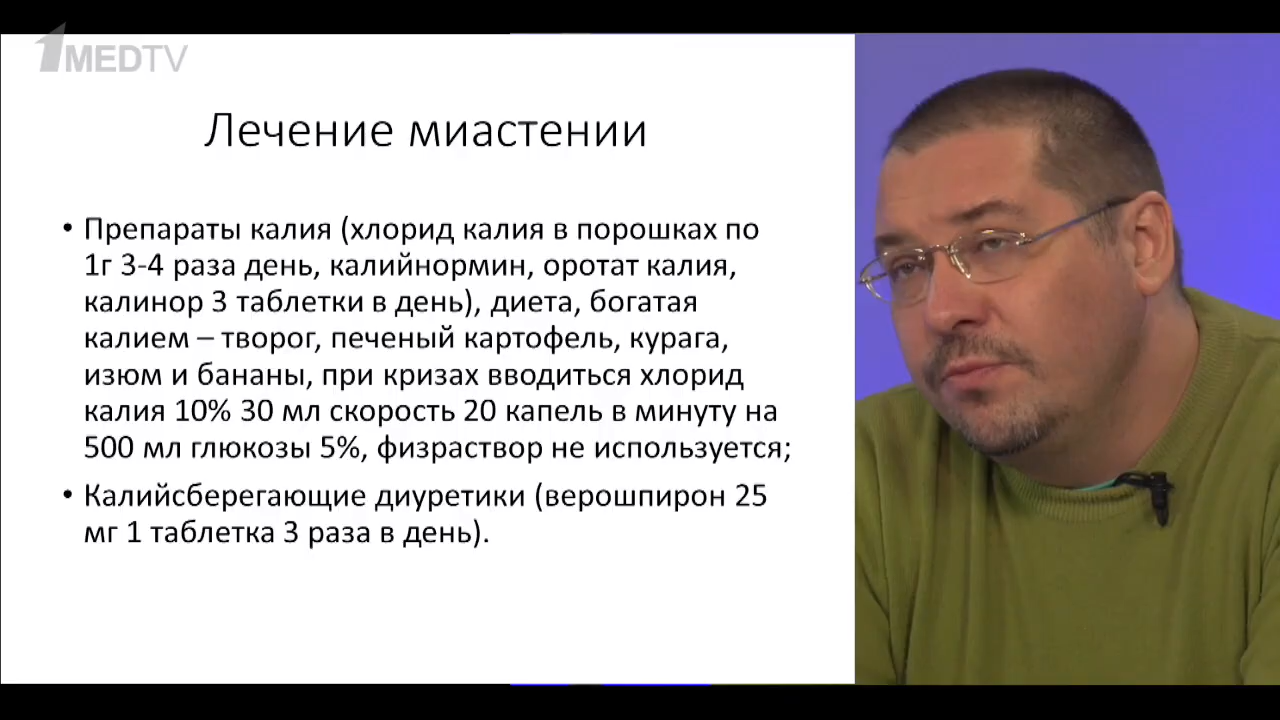 1MEDTV
Лечение миастении
• Препараты калия (хлорид калия в порошках по
1г 3-4 раза день, калийнормин, оротат калия,
калинор 3 таблетки в день), диета, богатая
калием – творог, печеный картофель, курага,
изюм и бананы, при кризах вводиться хлорид
калия 10% 30 мл скорость 20 капель в минуту на
500 мл глюкозы 5%, физраствор не используется;
• Калийсберегающие диуретики (верошпирон 25
мг 1 таблетка 3 раза в день).